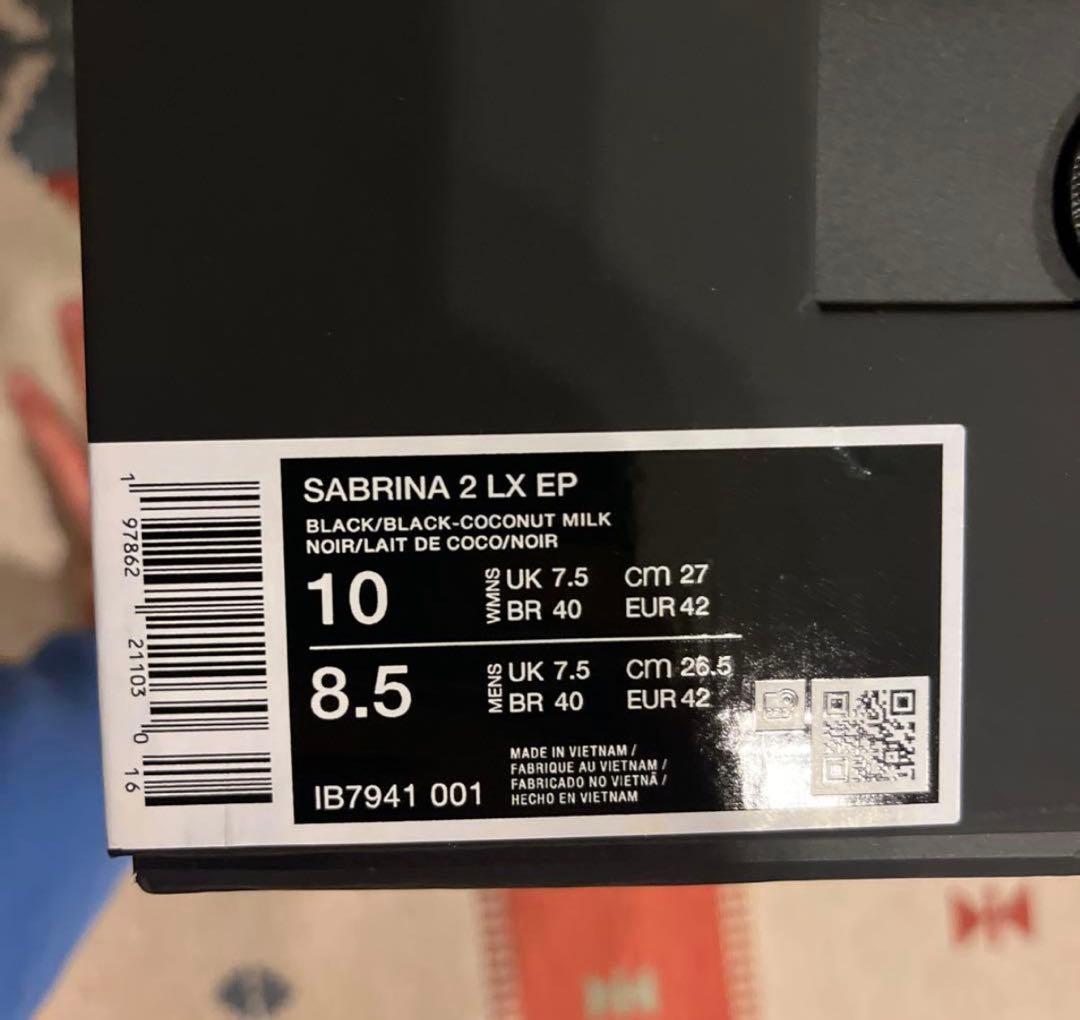 SABRINA 2 LX EP
BLACK/BLACK-COCONUT MILK
NOIR/LAIT DE COCO/NOIR
10 WMNS UK 7.5 cm 27
BR 40 EUR 42
8.5 MENS UK 7.5 cm 26.5
BR 40 EUR 42
IB7941 001
MADE IN VIETNAM /
FABRIQUE AU VIETNAM /
FABRICADO NO VIETNÃ /
HECHO EN VIETNAM
1 97862 21103 0 16